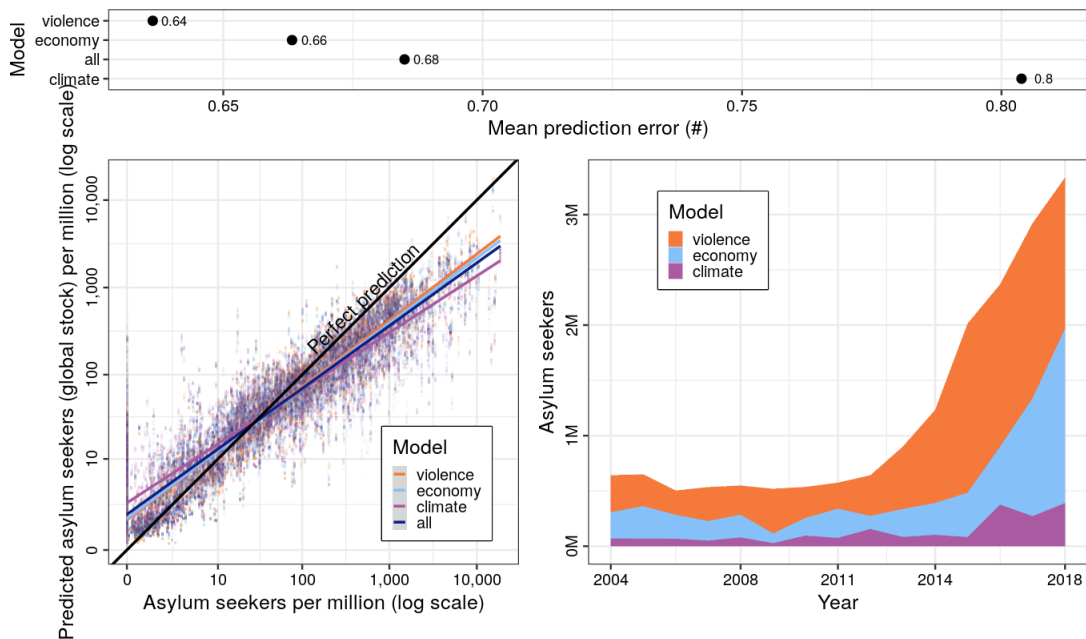 Model
violence
economy
all
climate
0.64
0.66
0.68
0.8
0.65 0.70 0.75 0.80
Mean prediction error (#)
Predicted asylum seekers (global stock) per million (log scale)
10,000
1,000
100
10
0
Perfect prediction
Model
violence
economy
climate
all
0 10 100 1,000 10,000
Asylum seekers per million (log scale)
Asylum seekers
3M
2M
1M
0M
Model
violence
economy
climate
2004 2008 2011 2014 2018
Year